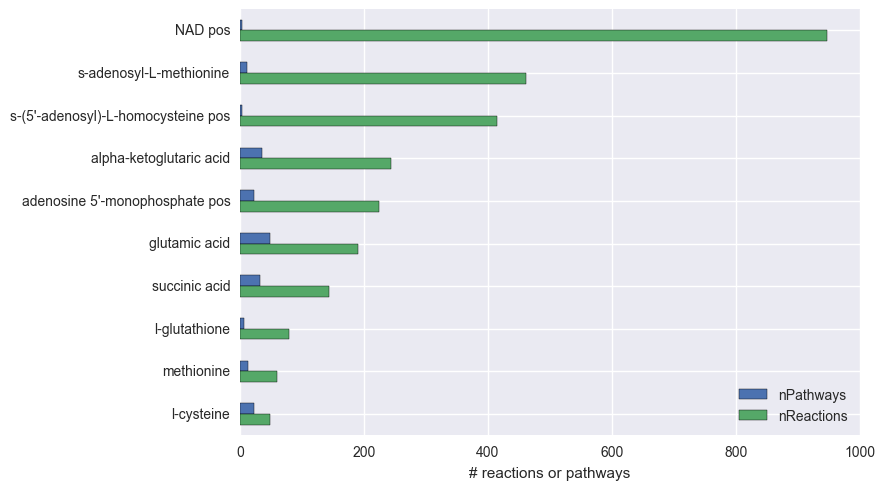 NAD pos
s-adenosyl-L-methionine
s-(5'-adenosyl)-L-homocysteine pos
alpha-ketoglutaric acid
adenosine 5'-monophosphate pos
glutamic acid
succinic acid
l-glutathione
methionine
l-cysteine
nPathways
nReactions
0 200 400 600 800 1000
# reactions or pathways